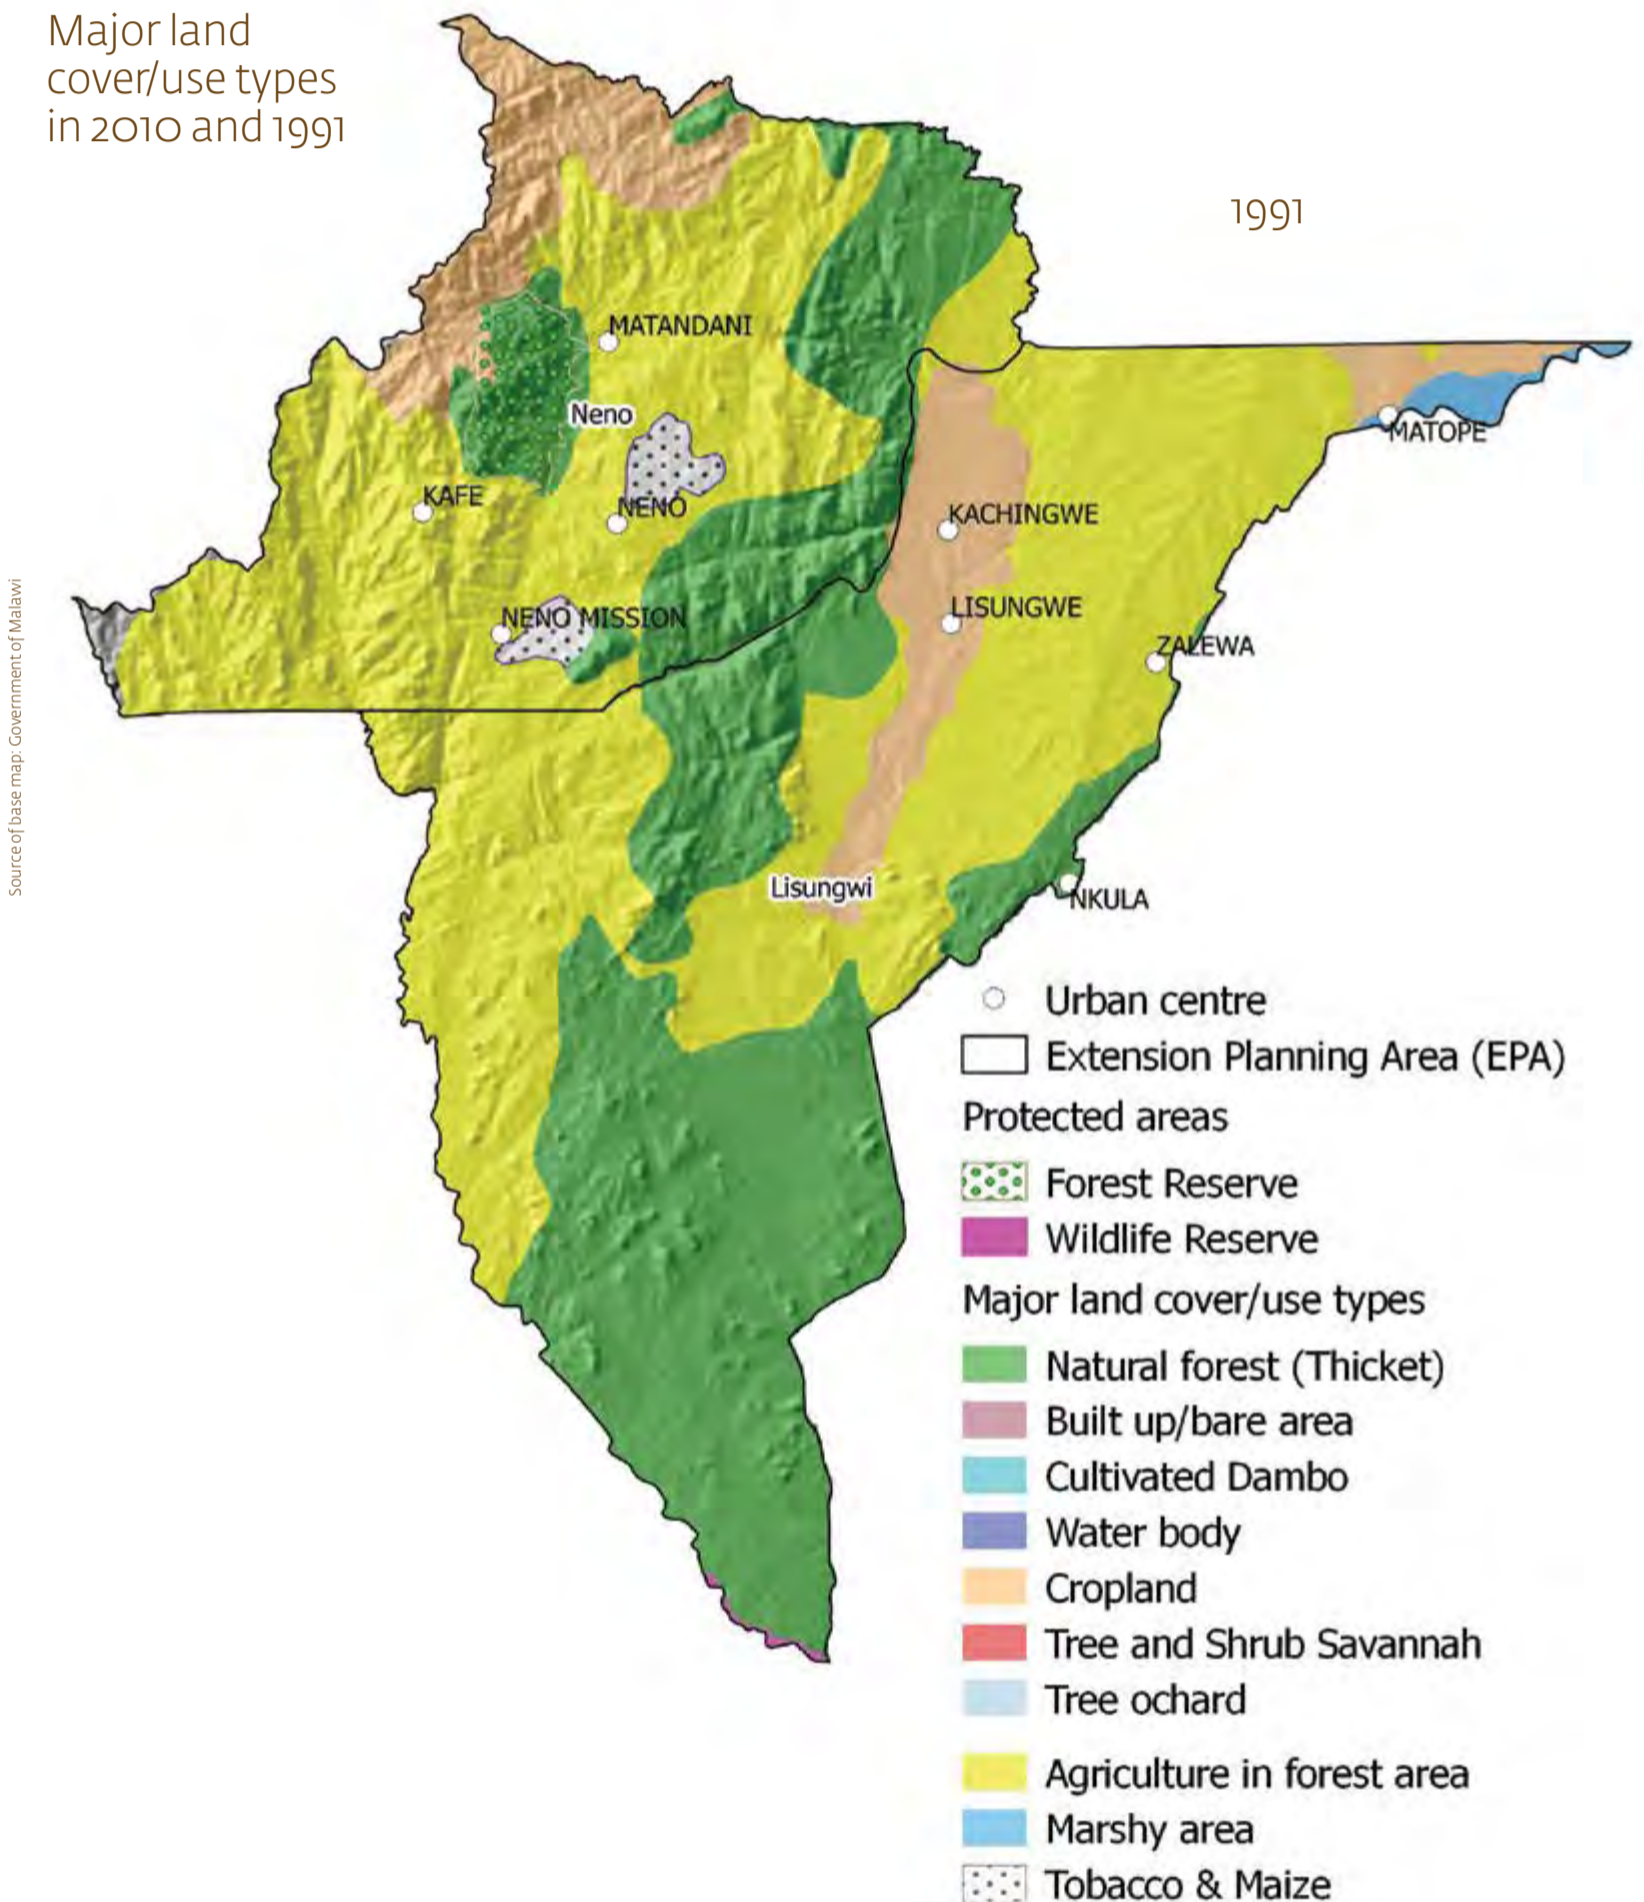 Major land
cover/use types
in 2010 and 1991
1991
MATANDANI
Neno
MATOPE
KAFE
NENO
KACHINGWE
LISUNGWE
NENO MISSION
ZALEWA
Lisungwi
NKULA
Source of base map: Government of Malawi
Urban centre
Extension Planning Area (EPA)
Protected areas
Forest Reserve
Wildlife Reserve
Major land cover/use types
Natural forest (Thicket)
Built up/bare area
Cultivated Dambo
Water body
Cropland
Tree and Shrub Savannah
Tree ochard
Agriculture in forest area
Marshy area
Tobacco & Maize